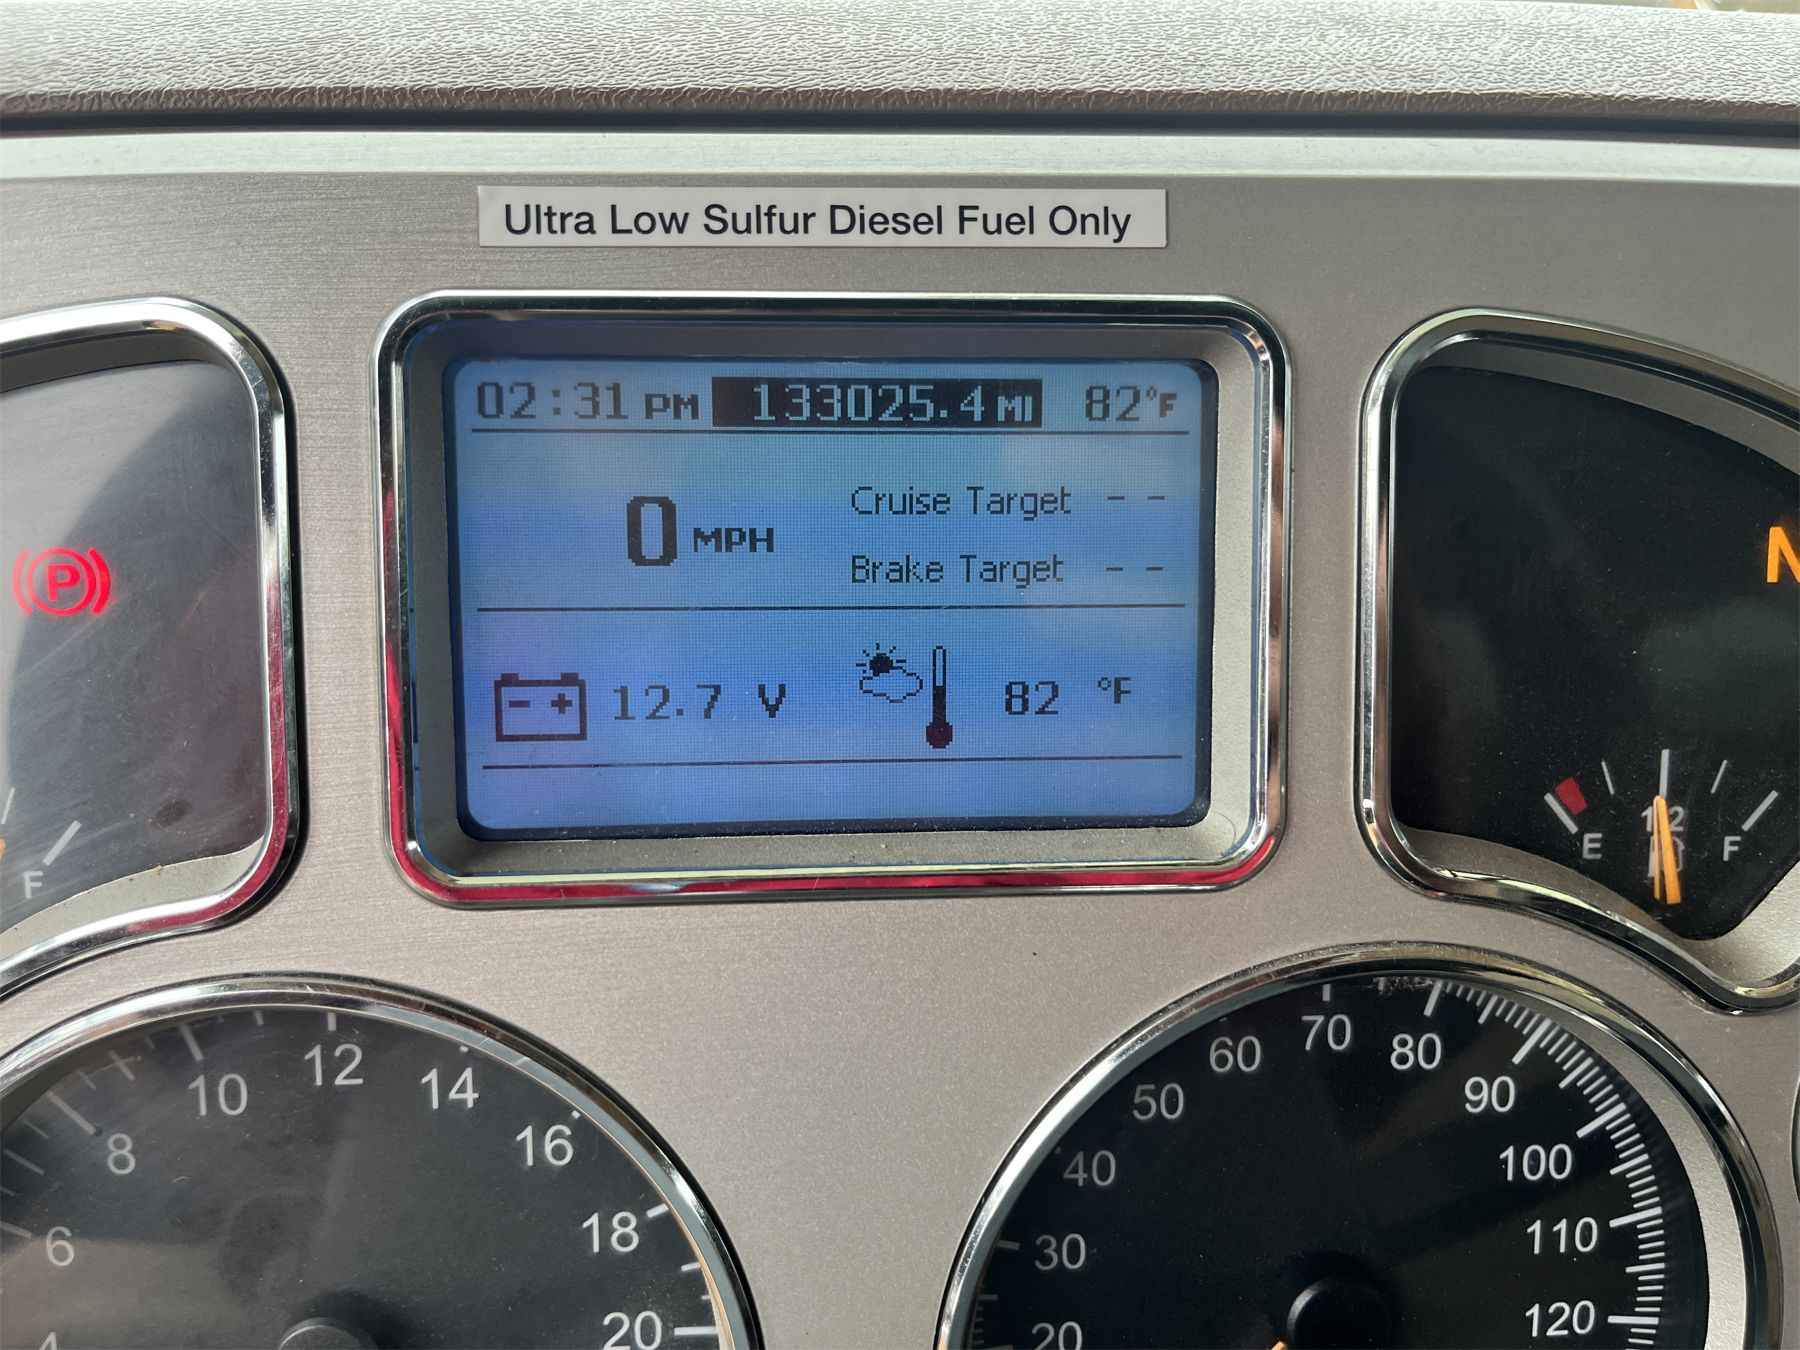 Ultra Low Sulfur Diesel Fuel Only
02:31 PM 133025.4 MI 82°F
0 MPH
Cruise Target --
Brake Target --
12.7 V
82 °F
P
F
N
E 1/2 F
4
6
8
10
12
14
16
18
20
20
30
40
50
60
70
80
90
100
110
120